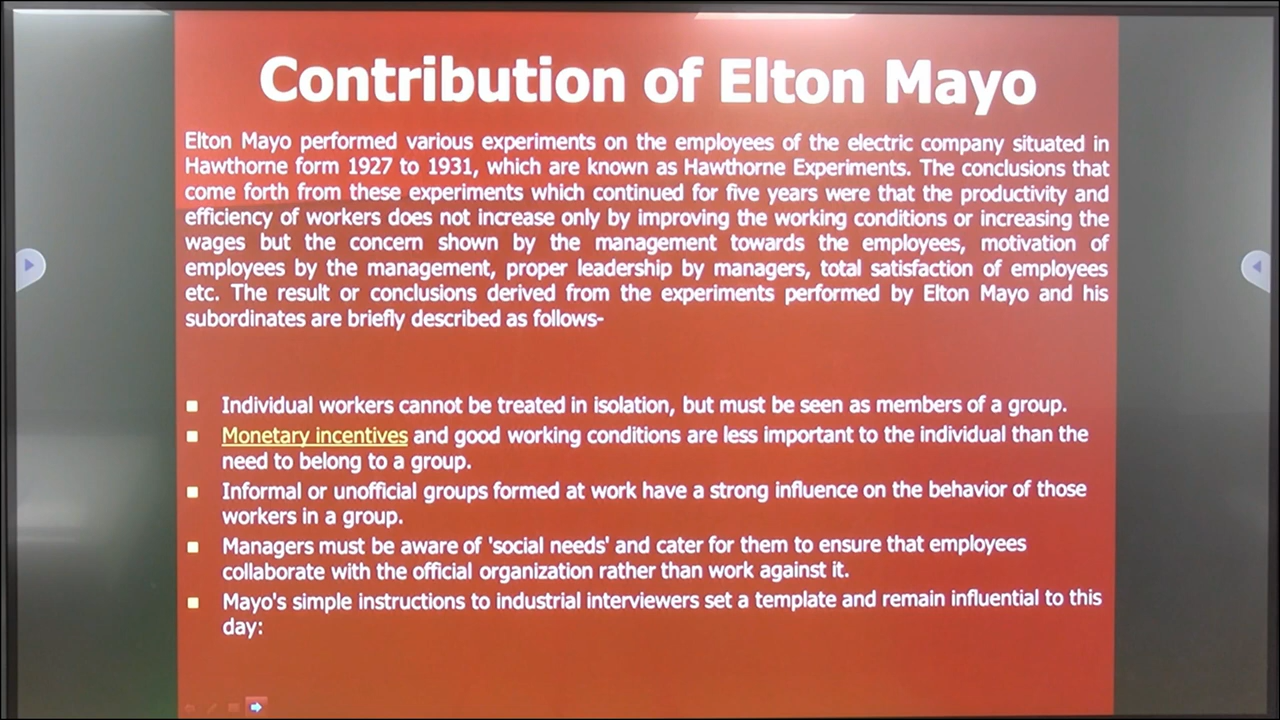 Contribution of Elton Mayo
Elton Mayo performed various experiments on the employees of the electric company situated in
Hawthorne form 1927 to 1931, which are known as Hawthorne Experiments. The conclusions that
come forth from these experiments which continued for five years were that the productivity and
efficiency of workers does not increase only by improving the working conditions or increasing the
wages but the concern shown by the management towards the employees, motivation of
employees by the management, proper leadership by managers, total satisfaction of employees
etc. The result or conclusions derived from the experiments performed by Elton Mayo and his
subordinates are briefly described as follows-
Individual workers cannot be treated in isolation, but must be seen as members of a group.
Monetary incentives and good working conditions are less important to the individual than the
need to belong to a group.
Informal or unofficial groups formed at work have a strong influence on the behavior of those
workers in a group.
Managers must be aware of 'social needs' and cater for them to ensure that employees
collaborate with the official organization rather than work against it.
Mayo's simple instructions to industrial interviewers set a template and remain influential to this
day: